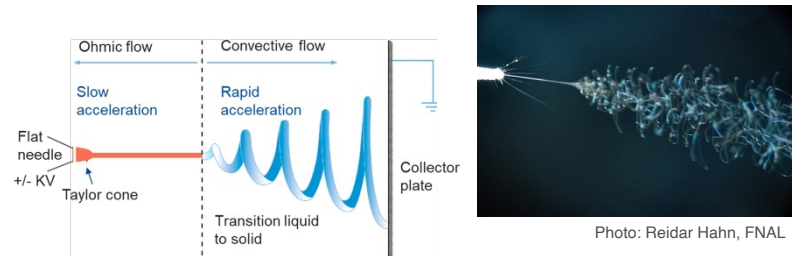 Ohmic flow
Convective flow
Slow
acceleration
Rapid
acceleration
Flat
needle
+/- KV
Taylor cone
Transition liquid
to solid
Collector
plate
Photo: Reidar Hahn, FNAL